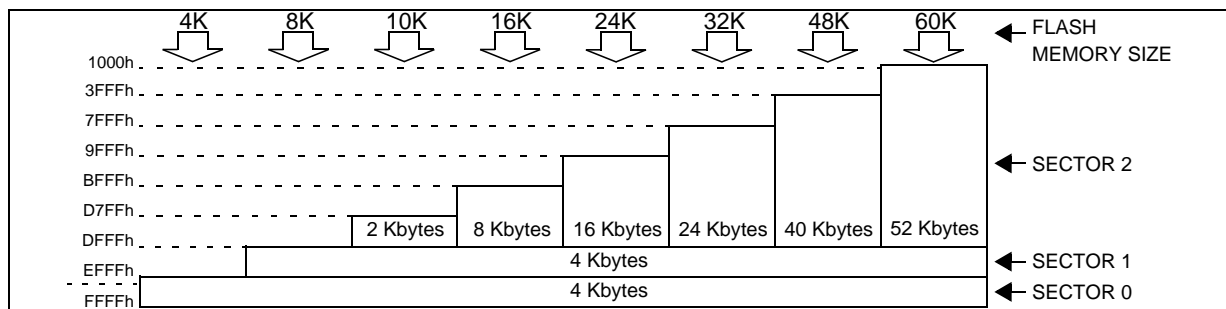 4K 8K 10K 16K 24K 32K 48K 60K
FLASH
MEMORY SIZE
1000h
3FFFh
7FFFh
9FFFh
SECTOR 2
BFFFh
D7FFh
2 Kbytes 8 Kbytes 16 Kbytes 24 Kbytes 40 Kbytes 52 Kbytes
DFFFh
4 Kbytes
SECTOR 1
EFFFh
4 Kbytes
SECTOR 0
FFFFh